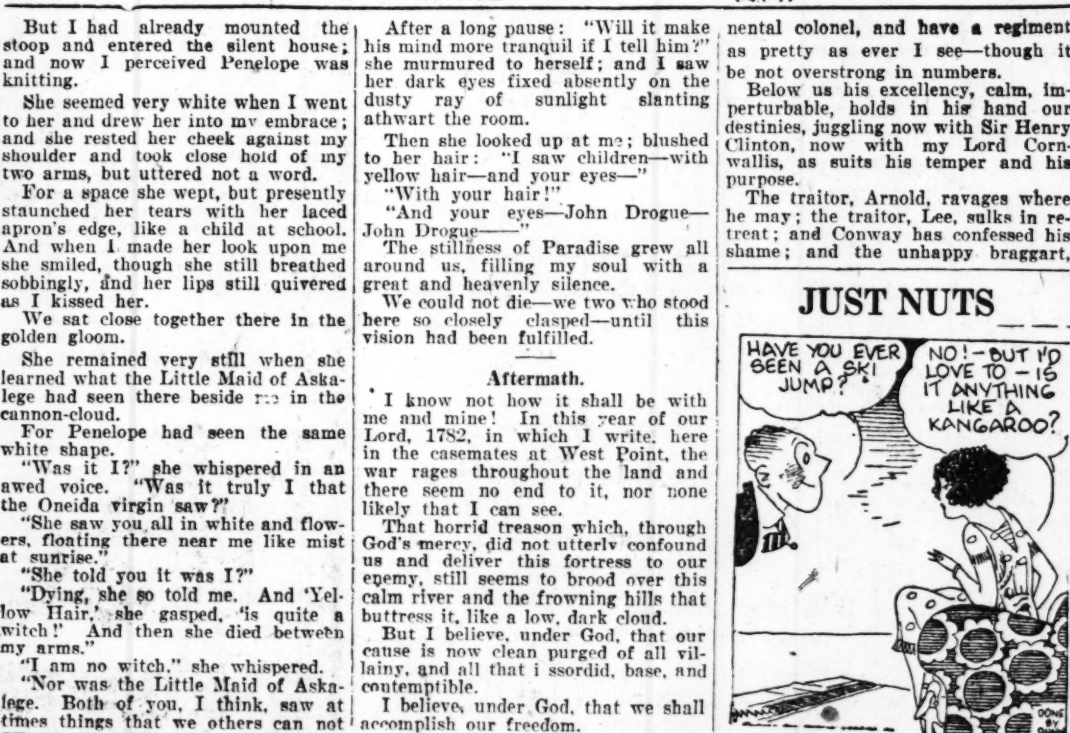 But I had already mounted the
stoop and entered the silent house;
and now I perceived Penelope was
knitting.
She seemed very white when I went
to her and drew her into my embrace;
and she rested her cheek against my
shoulder and took close hold of my
two arms, but uttered not a word.
For a space she wept, but presently
staunched her tears with her laced
apron's edge, like a child at school.
And when I made her look upon me
she smiled, though she still breathed
sobbingly, and her lips still quivered
as I kissed her.
We sat close together there in the
golden gloom.
She remained very still when she
learned what the Little Maid of Aska-
lege had seen there beside me in the
cannon-cloud.
For Penelope had seen the same
white shape.
"Was it I?" she whispered in an
awed voice. "Was it truly I that
the Oneida virgin saw?"
"She saw you all in white and flow-
ers, floating there near me like mist
at sunrise."
"She told you it was I?"
"Dying, she so told me. And 'Yel-
low Hair,' she gasped, 'is quite a
witch!' And then she died between
my arms."
"I am no witch." she whispered.
"Nor was the Little Maid of Aska-
lege. Both of you, I think, saw at
times things that we others can not
After a long pause: "Will it make
his mind more tranquil if I tell him?"
she murmured to herself; and I saw
her dark eyes fixed absently on the
dusty ray of sunlight slanting
athwart the room.
Then she looked up at me; blushed
to her hair: "I saw children—with
yellow hair—and your eyes—"
"With your hair!"
"And your eyes—John Drogue—
John Drogue——"
The stillness of Paradise grew all
around us, filling my soul with a
great and heavenly silence.
We could not die—we two who stood
here so closely clasped—until this
vision had been fulfilled.
Aftermath.
I know not how it shall be with
me and mine! In this year of our
Lord, 1782, in which I write, here
in the casemates at West Point, the
war rages throughout the land and
there seem no end to it, nor none
likely that I can see.
That horrid treason which, through
God's mercy, did not utterly confound
us and deliver this fortress to our
enemy, still seems to brood over this
calm river and the frowning hills that
buttress it, like a low, dark cloud.
But I believe, under God, that our
cause is now clean purged of all vil-
lainy, and all that i ssordid, base, and
contemptible.
I believe, under God, that we shall
accomplish our freedom.
nental colonel, and have a regiment
as pretty as ever I see—though it
be not overstrong in numbers.
Below us his excellency, calm, im-
perturbable, holds in his hand our
destinies, juggling now with Sir Henry
Clinton, now with my Lord Corn-
wallis, as suits his temper and his
purpose.
The traitor, Arnold, ravages where
he may; the traitor, Lee, sulks in re-
treat; and Conway has confessed his
shame; and the unhappy braggart,
JUST NUTS
HAVE YOU EVER
SEEN A SKI
JUMP?
NO!-BUT I'D
LOVE TO - IS
IT ANYTHING
LIKE A
KANGAROO?
DONE
BY